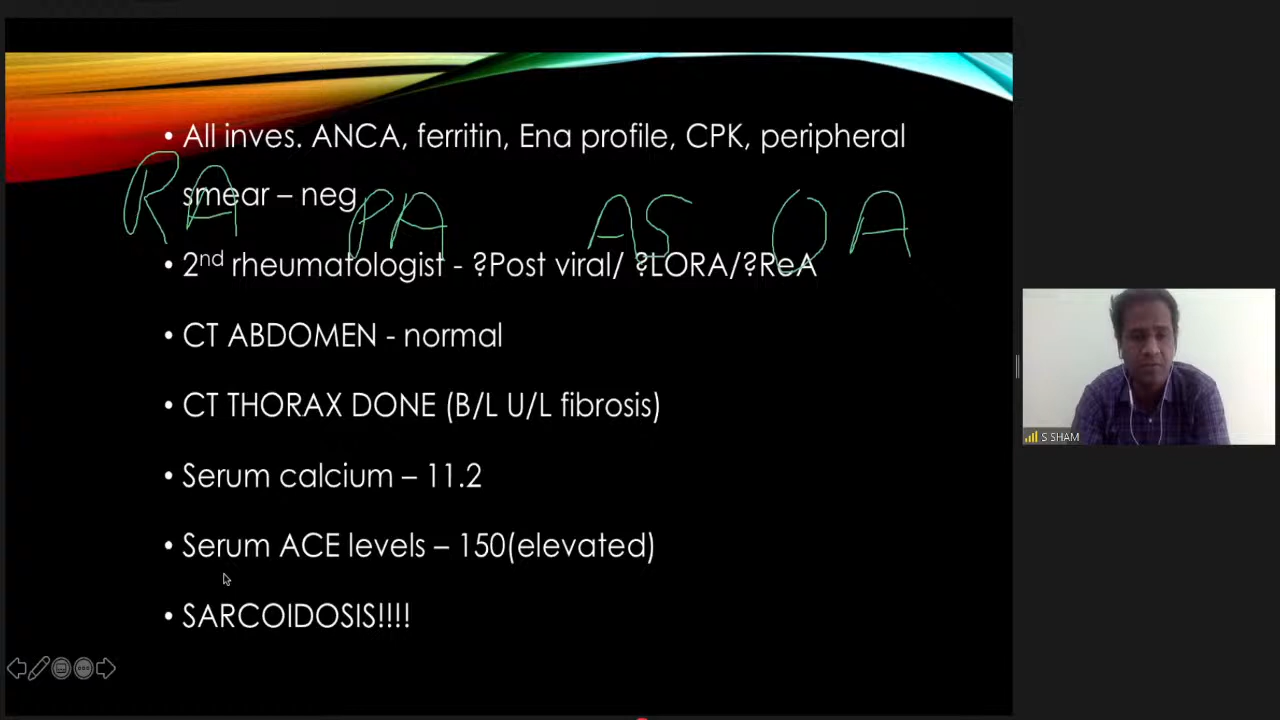 • All inves. ANCA, ferritin, Ena profile, CPK, peripheral
smear – neg
RA PA AS OA
• 2nd rheumatologist - ?Post viral/ ?LORA/?ReA
• CT ABDOMEN - normal
• CT THORAX DONE (B/L U/L fibrosis)
• Serum calcium – 11.2
• Serum ACE levels – 150(elevated)
• SARCOIDOSIS!!!!
S SHAM